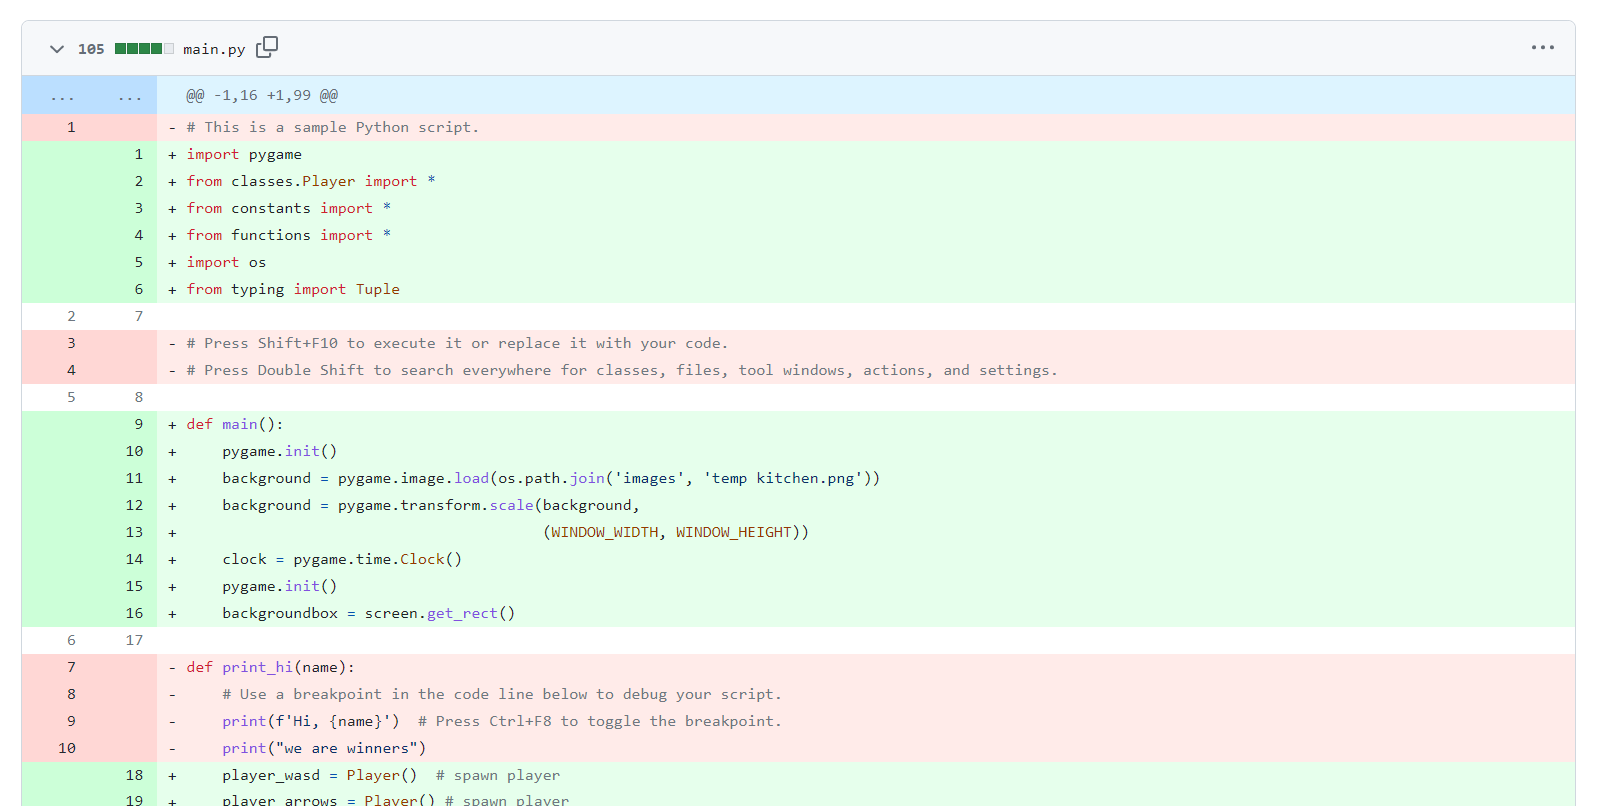 105 main.py
... ... @@ -1,16 +1,99 @@
1 - # This is a sample Python script.
1 + import pygame
2 + from classes.Player import *
3 + from constants import *
4 + from functions import *
5 + import os
6 + from typing import Tuple
2 7
3 - # Press Shift+F10 to execute it or replace it with your code.
4 - # Press Double Shift to search everywhere for classes, files, tool windows, actions, and settings.
5 8
9 + def main():
10 +     pygame.init()
11 +     background = pygame.image.load(os.path.join('images', 'temp kitchen.png'))
12 +     background = pygame.transform.scale(background,
13 +                                         (WINDOW_WIDTH, WINDOW_HEIGHT))
14 +     clock = pygame.time.Clock()
15 +     pygame.init()
16 +     backgroundbox = screen.get_rect()
6 17
7 - def print_hi(name):
8 -     # Use a breakpoint in the code line below to debug your script.
9 -     print(f'Hi, {name}')  # Press Ctrl+F8 to toggle the breakpoint.
10 -     print("we are winners")
18 +     player_wasd = Player()  # spawn player
19 +     player_arrows = Player() # spawn player